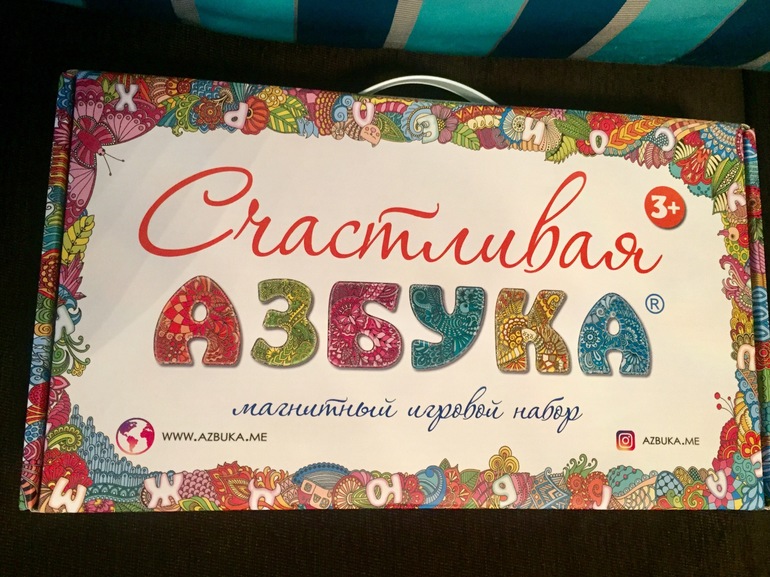 Счастливая
3+
АЗБУКА®
магнитный игровой набор
WWW.AZBUKA.ME
AZBUKA.ME